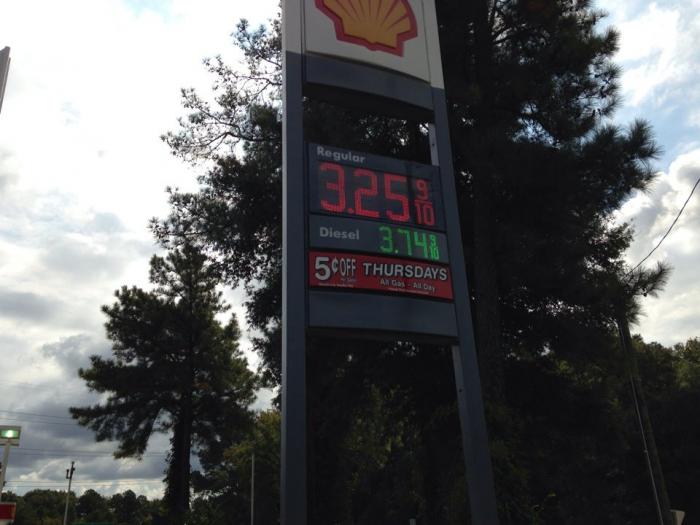 Regular
3.25 9/10
Diesel 3.74 9/10
5¢ OFF THURSDAYS
All Gas - All Day